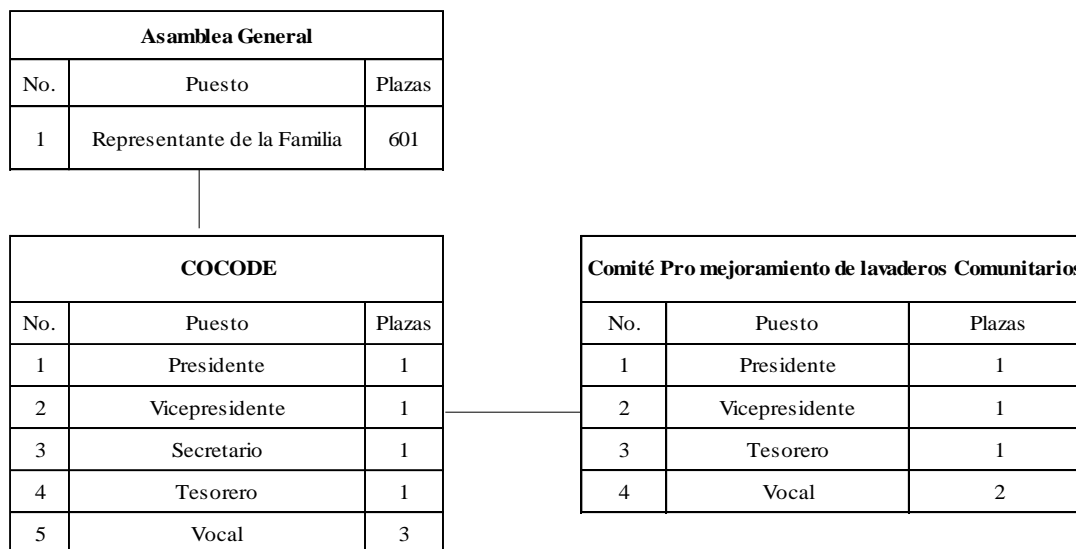 Asamblea General
No. Puesto Plazas
1 Representante de la Familia 601
COCODE
No. Puesto Plazas
1 Presidente 1
2 Vicepresidente 1
3 Secretario 1
4 Tesorero 1
5 Vocal 3
Comité Pro mejoramiento de lavaderos Comunitarios
No. Puesto Plazas
1 Presidente 1
2 Vicepresidente 1
3 Tesorero 1
4 Vocal 2